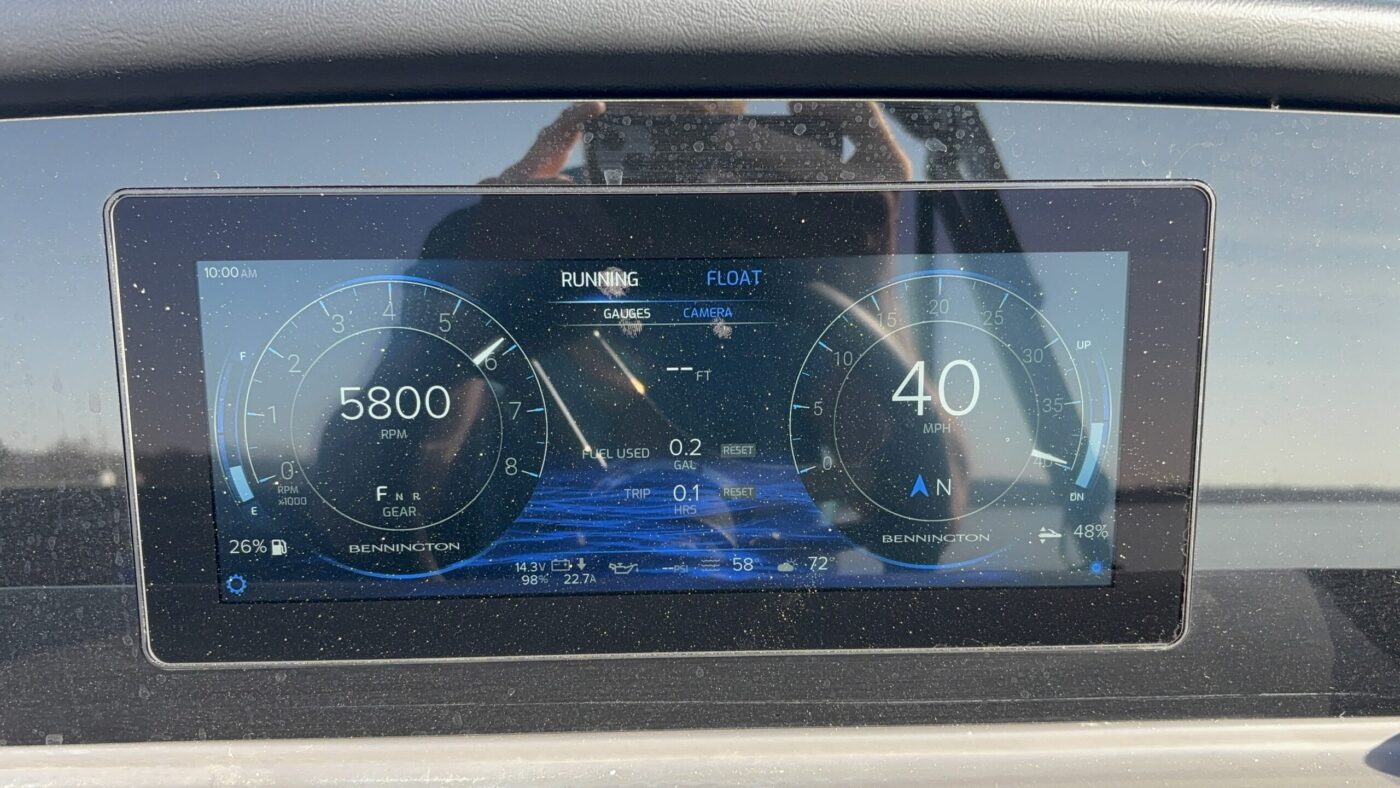 10:00 AM
RUNNING FLOAT
GAUGES CAMERA
0 1 2 3 4 5 6 7 8
RPM
x1000
5800
RPM
F N R
GEAR
BENNINGTON
F
E
26%
-- FT
FUEL USED 0.2 RESET
GAL
TRIP 0.1 RESET
HRS
0 5 10 15 20 25 30 35 40
40
MPH
N
BENNINGTON
UP
DN
48%
14.3V
98% 22.7A
-- PSI
58°
72°